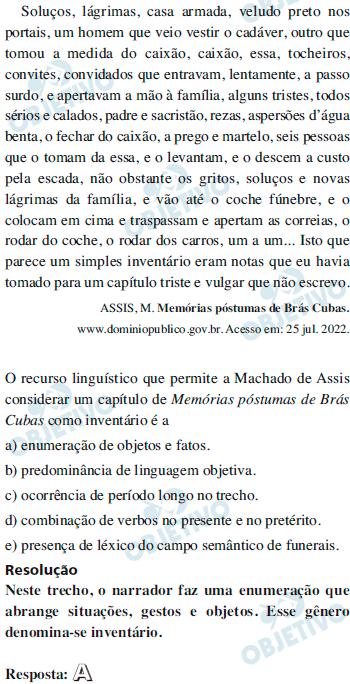 Soluços, lágrimas, casa armada, veludo preto nos
portais, um homem que veio vestir o cadáver, outro que
tomou a medida do caixão, caixão, essa, tocheiros,
convites, convidados que entravam, lentamente, a passo
surdo, e apertavam a mão à família, alguns tristes, todos
sérios e calados, padre e sacristão, rezas, aspersões d'água
benta, o fechar do caixão, a prego e martelo, seis pessoas
que o tomam da essa, e o levantam, e o descem a custo
pela escada, não obstante os gritos, soluços e novas
lágrimas da família, e vão até o coche fúnebre, e o
colocam em cima e traspassam e apertam as correias, o
rodar do coche, o rodar dos carros, um a um... Isto que
parece um simples inventário eram notas que eu havia
tomado para um capítulo triste e vulgar que não escrevo.
ASSIS, M. Memórias póstumas de Brás Cubas.
www.dominiopublico.gov.br. Acesso em: 25 jul. 2022.
O recurso linguístico que permite a Machado de Assis
considerar um capítulo de Memórias póstumas de Brás
Cubas como inventário é a
a) enumeração de objetos e fatos.
b) predominância de linguagem objetiva.
c) ocorrência de período longo no trecho.
d) combinação de verbos no presente e no pretérito.
e) presença de léxico do campo semântico de funerais.
Resolução
Neste trecho, o narrador faz uma enumeração que
abrange situações, gestos e objetos. Esse gênero
denomina-se inventário.
Resposta: A